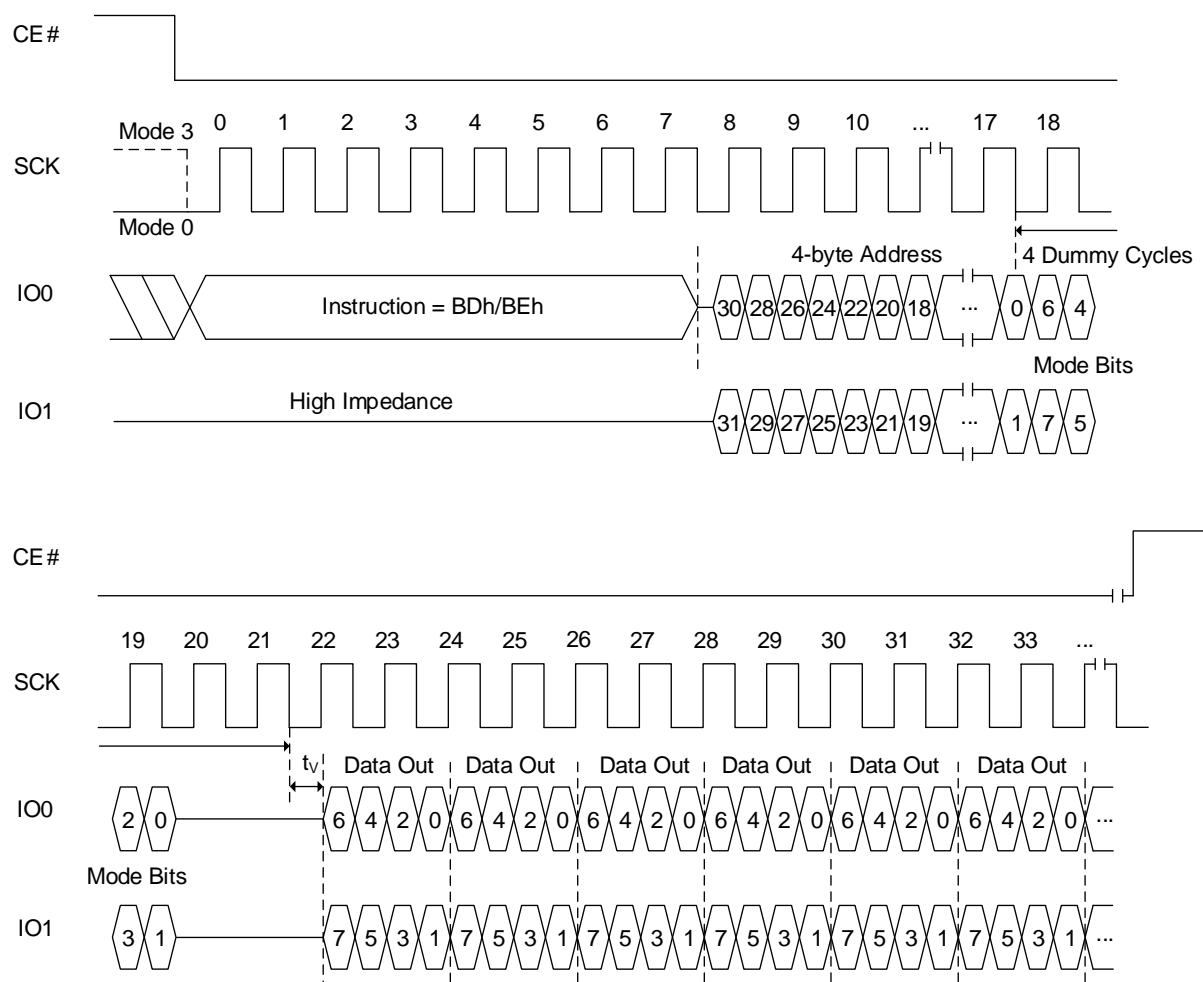 CE#
Mode 3
0 1 2 3 4 5 6 7 8 9 10 ... 17 18
SCK
Mode 0
4-byte Address
4 Dummy Cycles
IO0
Instruction = BDh/BEh
30 28 26 24 22 20 18 ... 0 6 4
Mode Bits
IO1
High Impedance
31 29 27 25 23 21 19 ... 1 7 5
CE#
19 20 21 22 23 24 25 26 27 28 29 30 31 32 33 ...
SCK
tV Data Out Data Out Data Out Data Out Data Out Data Out
IO0
2 0 6 4 2 0 6 4 2 0 6 4 2 0 6 4 2 0 6 4 2 0 6 4 2 0 ...
Mode Bits
IO1
3 1 7 5 3 1 7 5 3 1 7 5 3 1 7 5 3 1 7 5 3 1 7 5 3 1 ...